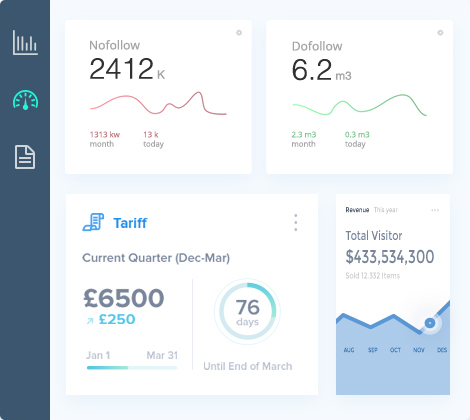 Nofollow
2412 K
1313 kw 13 k
month today
Dofollow
6.2 m3
2.3 m3 0.3 m3
month today
Tariff
Current Quarter (Dec-Mar)
£6500
£250
Jan 1 Mar 31
76
days
Until End of March
Revenue This year
Total Visitor
$433,534,300
Sold 12.332 Items
AUG SEP OCT NOV DES